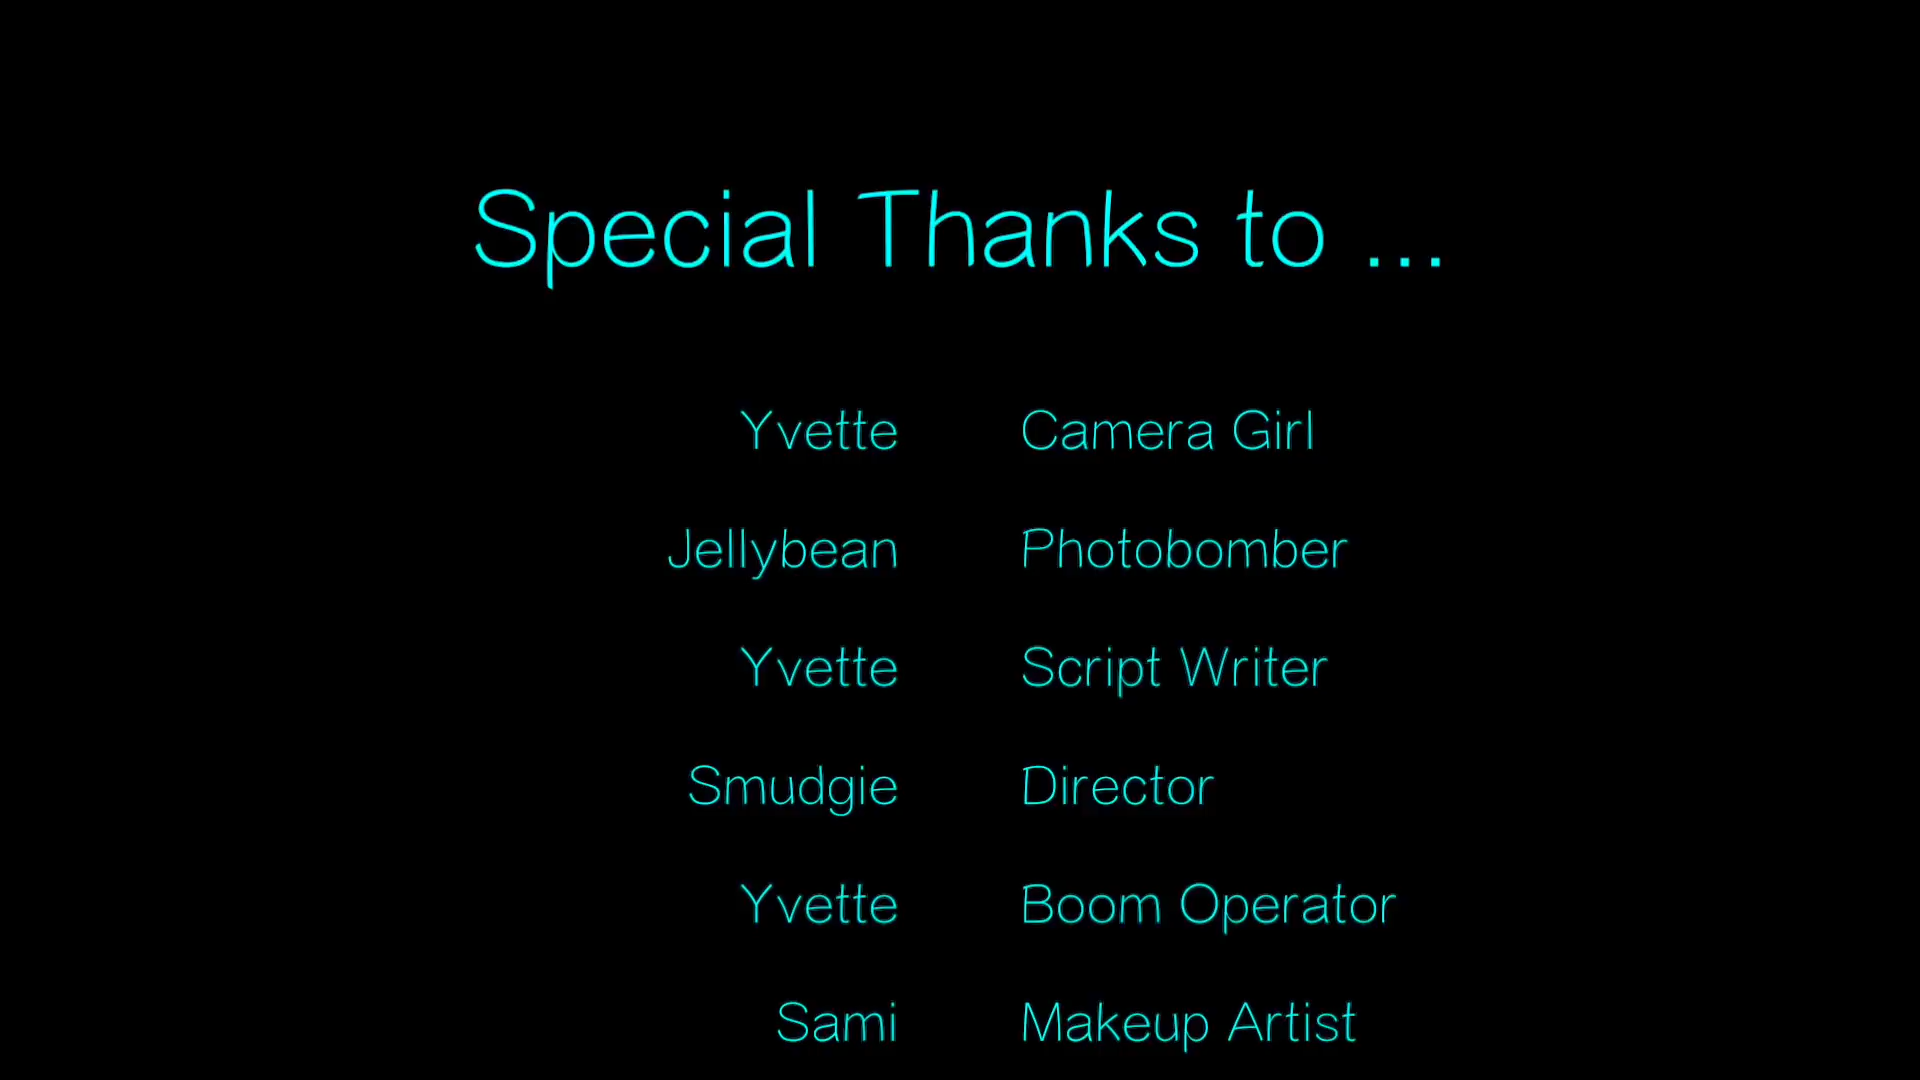 Special Thanks to ...
Yvette Camera Girl
Jellybean Photobomber
Yvette Script Writer
Smudgie Director
Yvette Boom Operator
Sami Makeup Artist